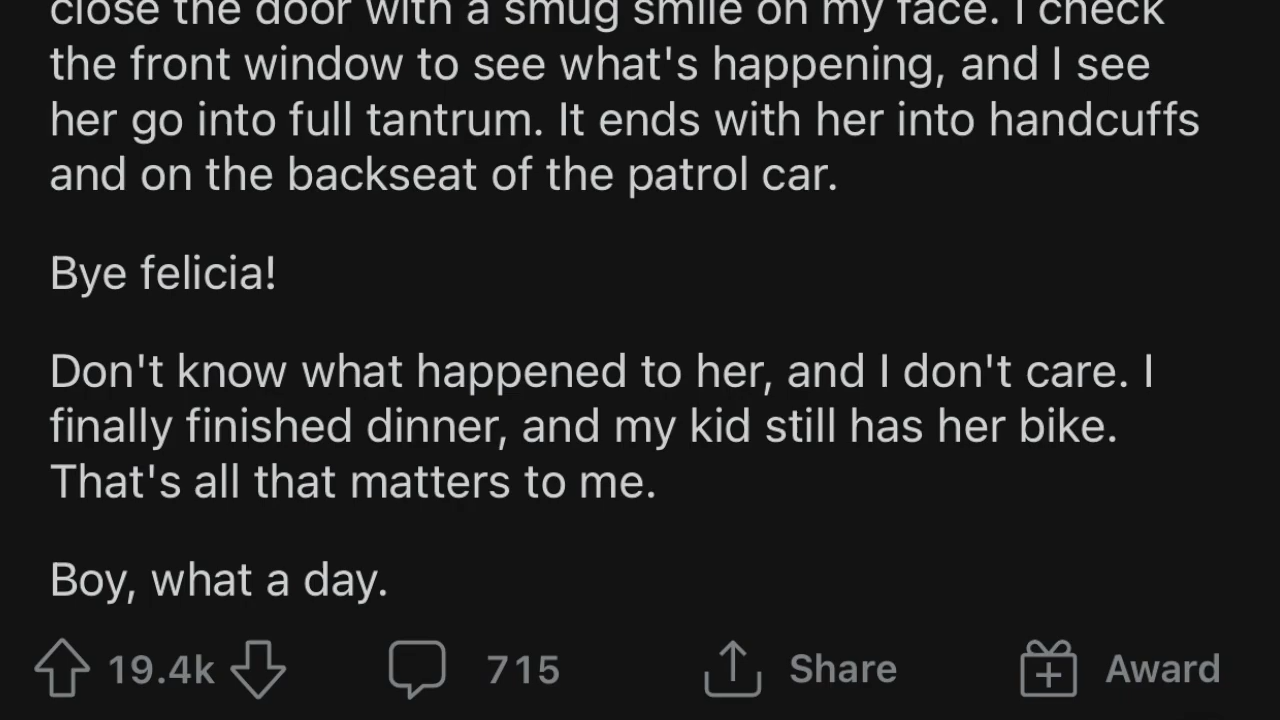 close the door with a smug smile on my face. I check
the front window to see what's happening, and I see
her go into full tantrum. It ends with her into handcuffs
and on the backseat of the patrol car.
Bye felicia!
Don't know what happened to her, and I don't care. I
finally finished dinner, and my kid still has her bike.
That's all that matters to me.
Boy, what a day.
19.4k 715 Share Award